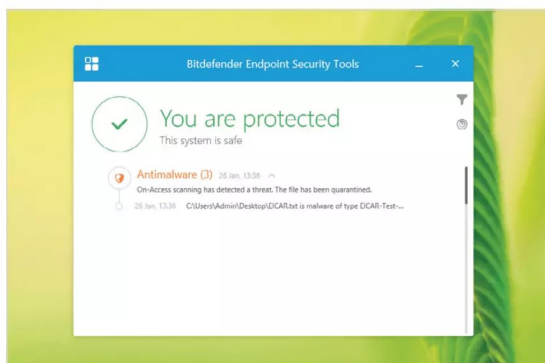 Bitdefender Endpoint Security Tools
You are protected
This system is safe
Antimalware (3) 26 Jan, 13:36
On-Access scanning has detected a threat. The file has been quarantined.
26 Jan, 13:36 C:\Users\Admin\Desktop\EICAR.txt is malware of type EICAR-Test-...